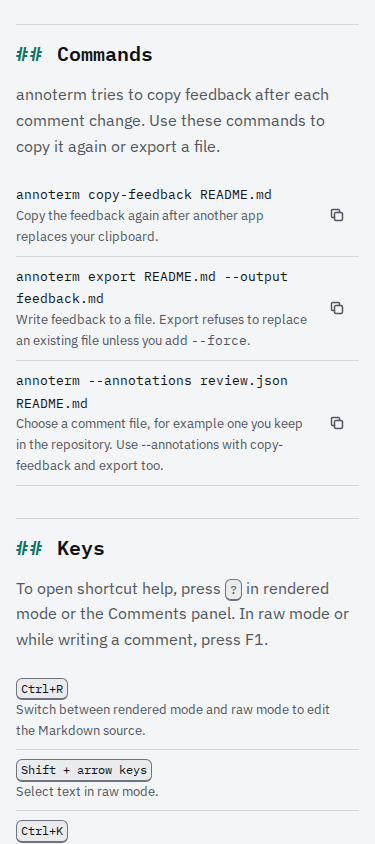 ## Commands
annoterm tries to copy feedback after each
comment change. Use these commands to
copy it again or export a file.
annoterm copy-feedback README.md
Copy the feedback again after another app
replaces your clipboard.
annoterm export README.md --output
feedback.md
Write feedback to a file. Export refuses to replace
an existing file unless you add --force.
annoterm --annotations review.json
README.md
Choose a comment file, for example one you keep
in the repository. Use --annotations with copy-
feedback and export too.
## Keys
To open shortcut help, press ? in rendered
mode or the Comments panel. In raw mode or
while writing a comment, press F1.
Ctrl+R
Switch between rendered mode and raw mode to edit
the Markdown source.
Shift + arrow keys
Select text in raw mode.
Ctrl+K